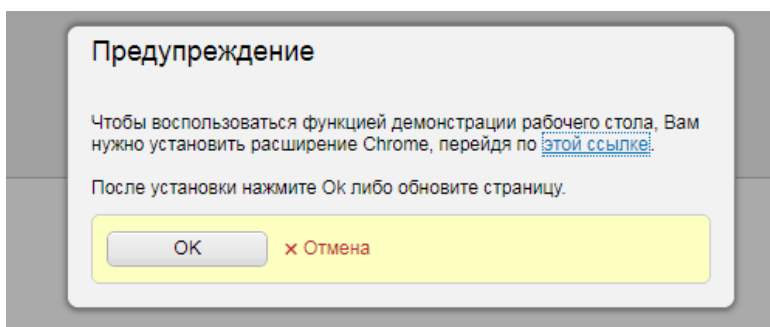 Предупреждение
Чтобы воспользоваться функцией демонстрации рабочего стола, Вам
нужно установить расширение Chrome, перейдя по этой ссылке.
После установки нажмите Ok либо обновите страницу.
OK × Отмена